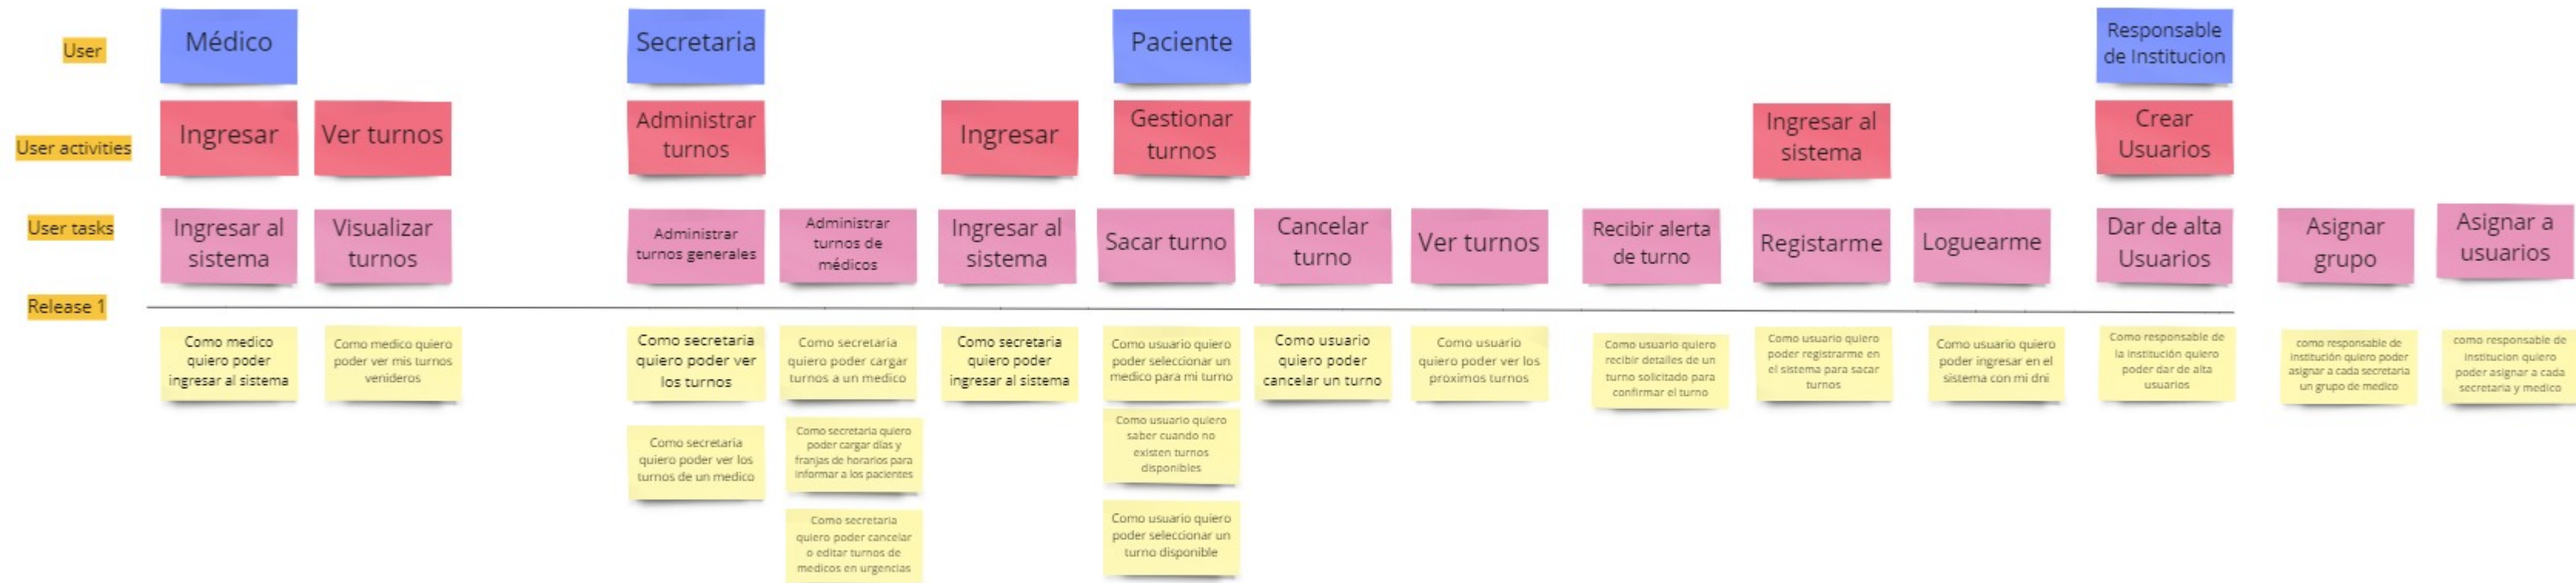 User
Médico
Secretaria
Paciente
Responsable
de Institucion
User activities
Ingresar
Ver turnos
Administrar
turnos
Ingresar
Gestionar
turnos
Ingresar al
sistema
Crear
Usuarios
User tasks
Ingresar al
sistema
Visualizar
turnos
Administrar
turnos generales
Administrar
turnos de
médicos
Ingresar al
sistema
Sacar turno
Cancelar
turno
Ver turnos
Recibir alerta
de turno
Registarme
Loguearme
Dar de alta
Usuarios
Asignar
grupo
Asignar a
usuarios
Release 1
Como medico
quiero poder
ingresar al sistema
Como medico quiero
poder ver mis turnos
venideros
Como secretaria
quiero poder ver
los turnos
Como secretaria
quiero poder cargar
turnos a un medico
Como secretaria
quiero poder
ingresar al sistema
Como usuario quiero
poder seleccionar un
medico para mi turno
Como usuario
quiero poder
cancelar un turno
Como usuario
quiero poder ver los
proximos turnos
Como usuario quiero
recibir detalles de un
turno solicitado para
confirmar el turno
Como usuario quiero
poder registrarme en
el sistema para sacar
turnos
Como usuario quiero
poder ingresar en el
sistema con mi dni
Como responsable de
la institución quiero
poder dar de alta
usuarios
como responsable de
institución quiero poder
asignar a cada secretaria
un grupo de medico
como responsable de
institucion quiero
poder asignar a cada
secretaria y medico
Como secretaria
quiero poder ver los
turnos de un medico
Como secretaria quiero
poder cargar días y
franjas de horarios para
informar a los pacientes
Como usuario quiero
saber cuando no
existen turnos
disponibles
Como secretaria
quiero poder cancelar
o editar turnos de
medicos en urgencias
Como usuario quiero
poder seleccionar un
turno disponible